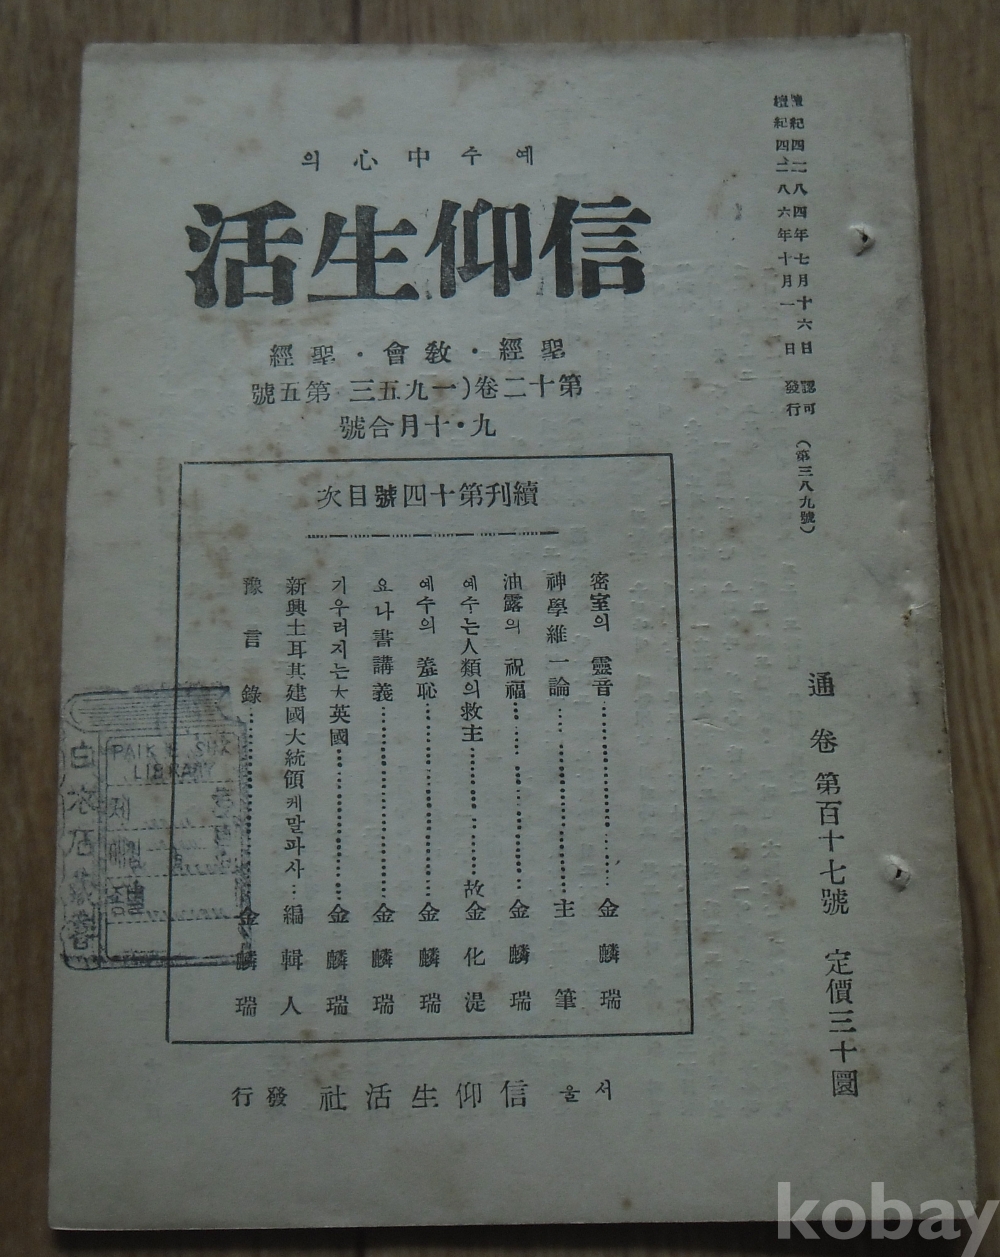 檀紀四二八四年七月十六日 認可 (第三八九號)
檀紀四二八六年十月一日 發行
예수中心의
信仰生活
聖經・敎會・聖經
第十二卷)一九五三 第五號
九・十月合號
續刊第十四號目次
密室의 靈音 金麟瑞
神學維一論 主筆
油露의 祝福 金麟瑞
예수는人類의救主 故金化湜
예수의 羞恥 金麟瑞
요나書講義 金麟瑞
기우러지는大英國 金麟瑞
新興土耳其建國大統領케말파사 編輯人
豫言錄 金麟瑞
서울 信仰生活社 發行
通卷第百十七號 定價三十圜
LIBRARY
제
kobay